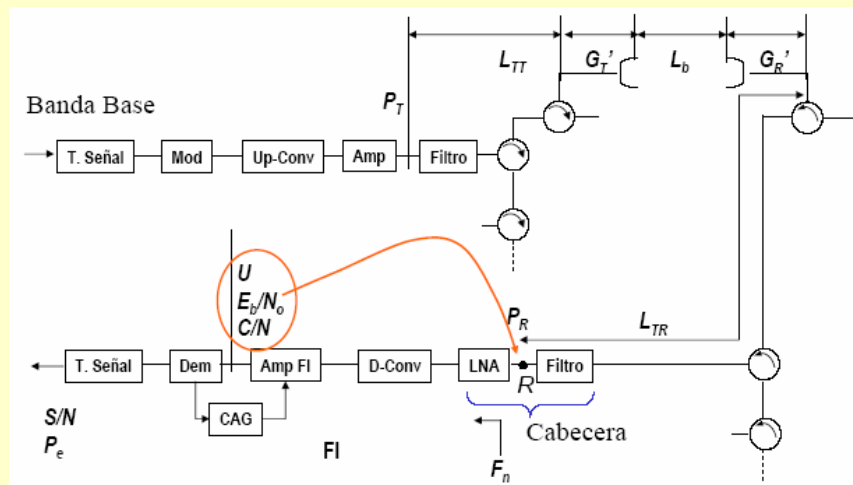 L_TT
G_T’
L_b
G_R’
P_T
Banda Base
T. Señal
Mod
Up-Conv
Amp
Filtro
U
E_b/N_o
C/N
P_R
L_TR
T. Señal
Dem
Amp FI
D-Conv
LNA
R
Filtro
CAG
Cabecera
S/N
P_e
FI
F_n